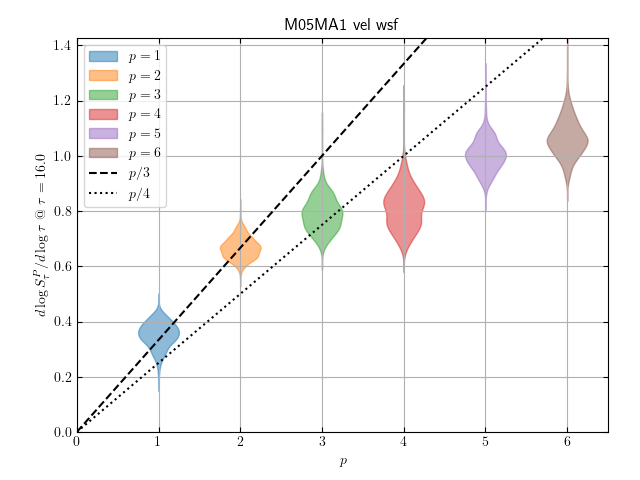 M05MA1 vel wsf
1.4
1.2
1.0
0.8
0.6
0.4
0.2
0.0
d log S_τ^P / d log τ @ τ = 16.0
p = 1
p = 2
p = 3
p = 4
p = 5
p = 6
p/3
p/4
0 1 2 3 4 5 6
p